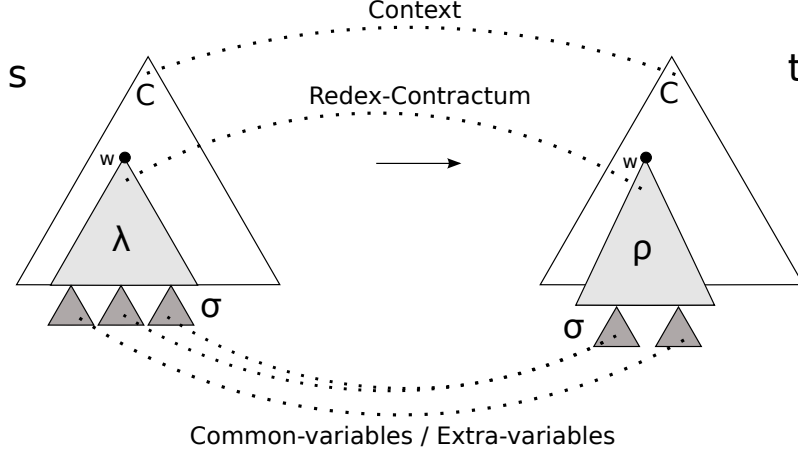 Context
s
t
C
C
Redex-Contractum
w
w
λ
ρ
σ
σ
Common-variables / Extra-variables